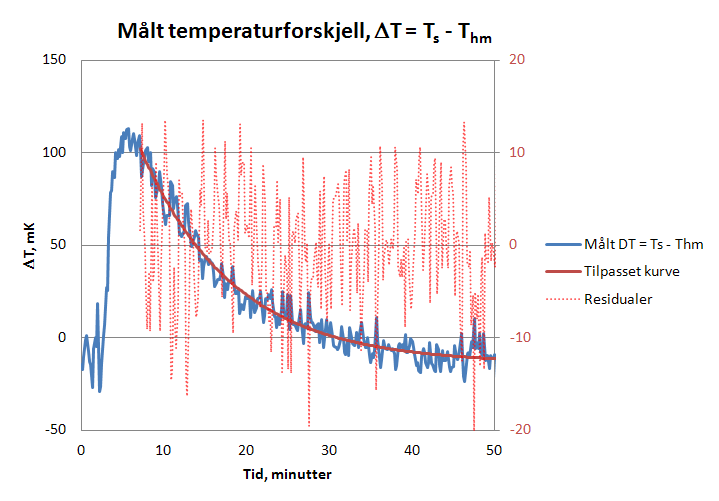 Målt temperaturforskjell, ΔT = Ts - Thm
150
100
50
0
-50
ΔT, mK
20
10
0
-10
-20
0 10 20 30 40 50
Tid, minutter
Målt DT = Ts - Thm
Tilpasset kurve
Residualer